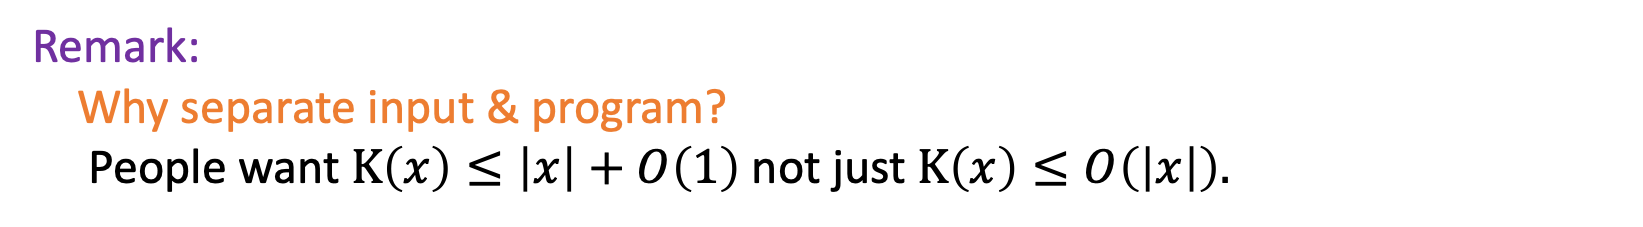 Remark:
Why separate input & program?
People want K(x) ≤ |x| + O(1) not just K(x) ≤ O(|x|).